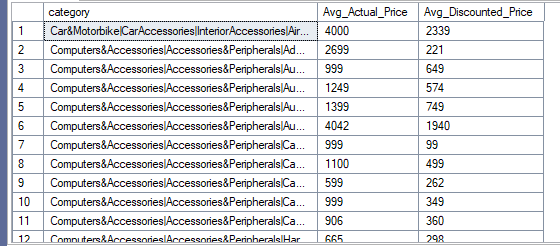 category Avg_Actual_Price Avg_Discounted_Price
1 Car&Motorbike|CarAccessories|InteriorAccessories|Air... 4000 2339
2 Computers&Accessories|Accessories&Peripherals|Ad... 2699 221
3 Computers&Accessories|Accessories&Peripherals|Au... 999 649
4 Computers&Accessories|Accessories&Peripherals|Au... 1249 574
5 Computers&Accessories|Accessories&Peripherals|Au... 1399 749
6 Computers&Accessories|Accessories&Peripherals|Au... 4042 1940
7 Computers&Accessories|Accessories&Peripherals|Ca... 999 99
8 Computers&Accessories|Accessories&Peripherals|Ca... 1100 499
9 Computers&Accessories|Accessories&Peripherals|Ca... 599 262
10 Computers&Accessories|Accessories&Peripherals|Ca... 999 349
11 Computers&Accessories|Accessories&Peripherals|Ca... 906 360
12 Computers&Accessories|Accessories&Peripherals|Har... 665 298